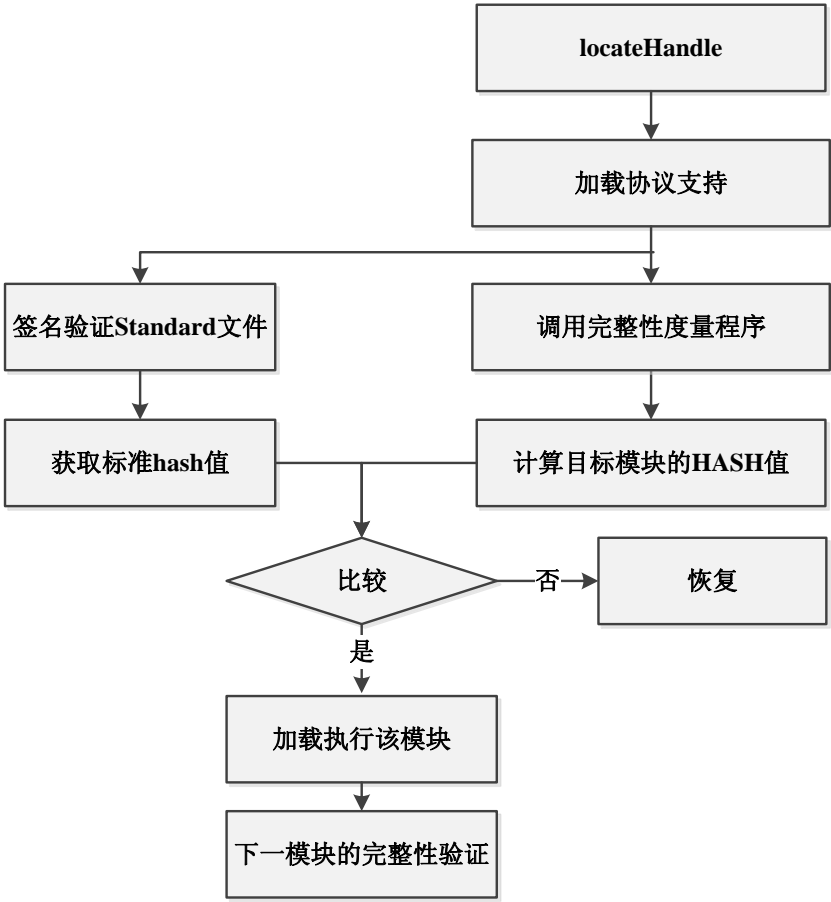 locateHandle
加载协议支持
签名验证Standard文件
调用完整性度量程序
获取标准hash值
计算目标模块的HASH值
比较
否
恢复
是
加载执行该模块
下一模块的完整性验证